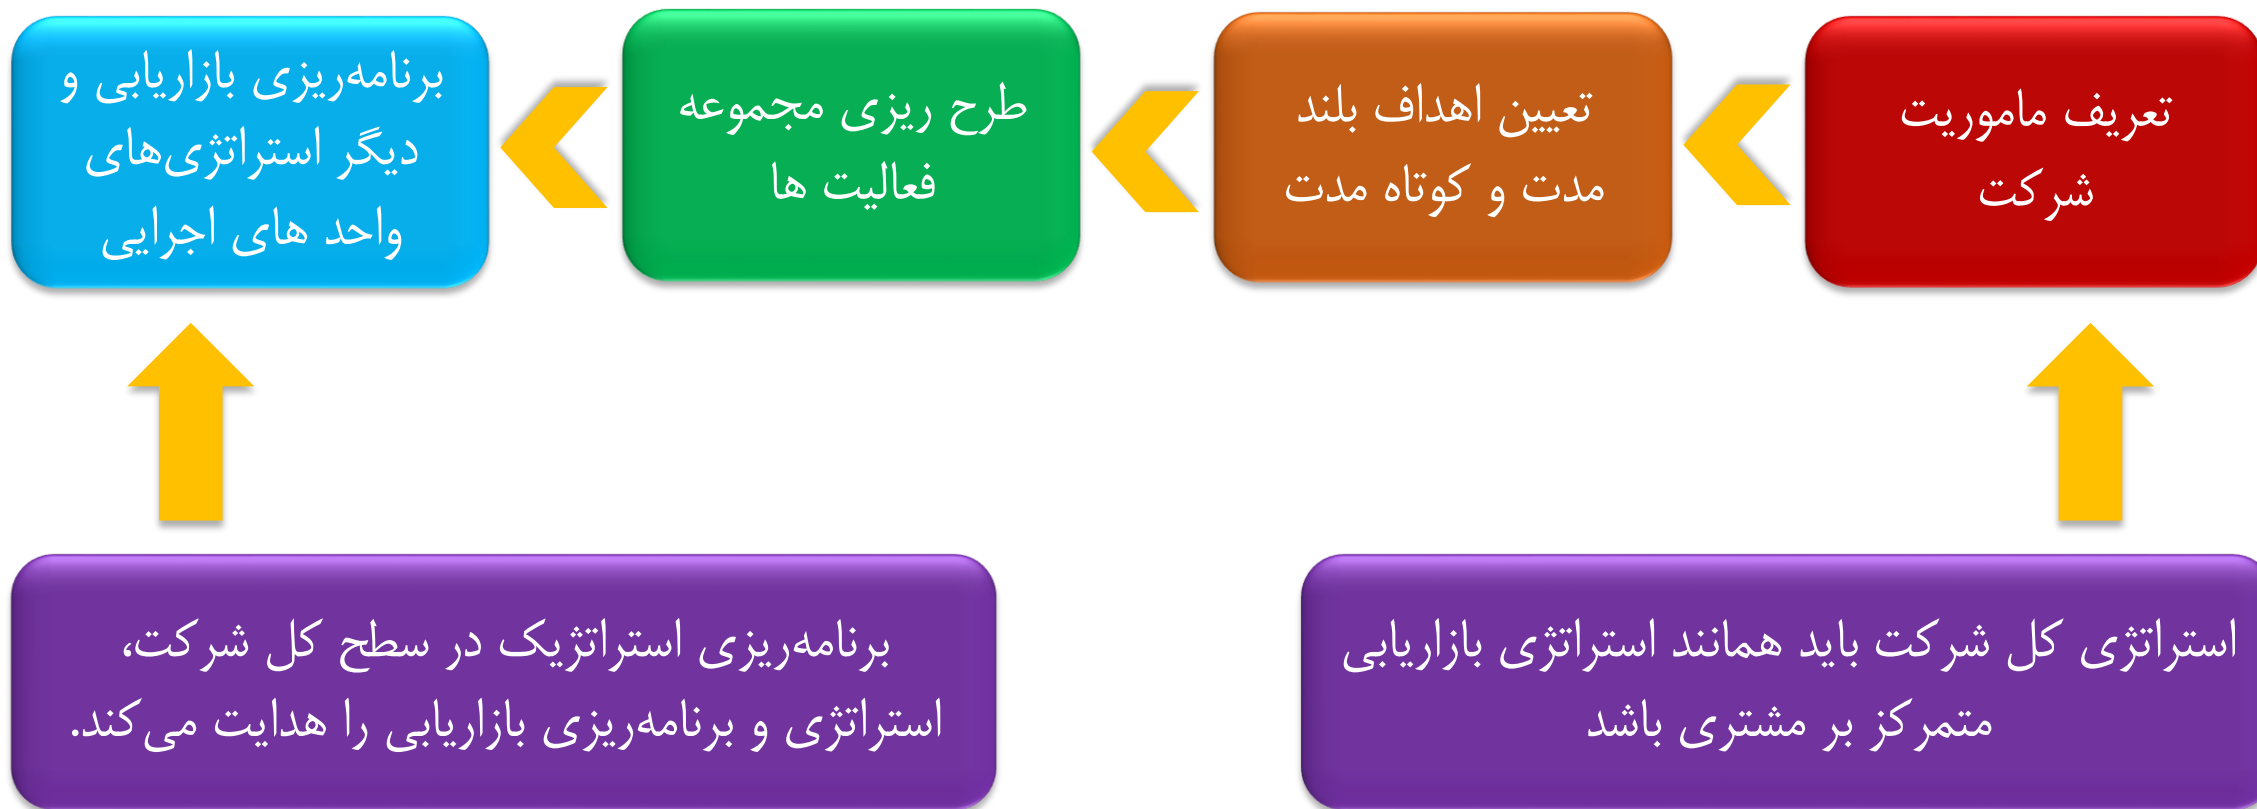 تعریف ماموریت
شرکت
تعیین اهداف بلند
مدت و کوتاه مدت
طرح ریزی مجموعه
فعالیت ها
برنامه‌ریزی بازاریابی و
دیگر استراتژی‌های
واحد های اجرایی
استراتژی کل شرکت باید همانند استراتژی بازاریابی
متمرکز بر مشتری باشد
برنامه‌ریزی استراتژیک در سطح کل شرکت،
استراتژی و برنامه‌ریزی بازاریابی را هدایت می‌کند.